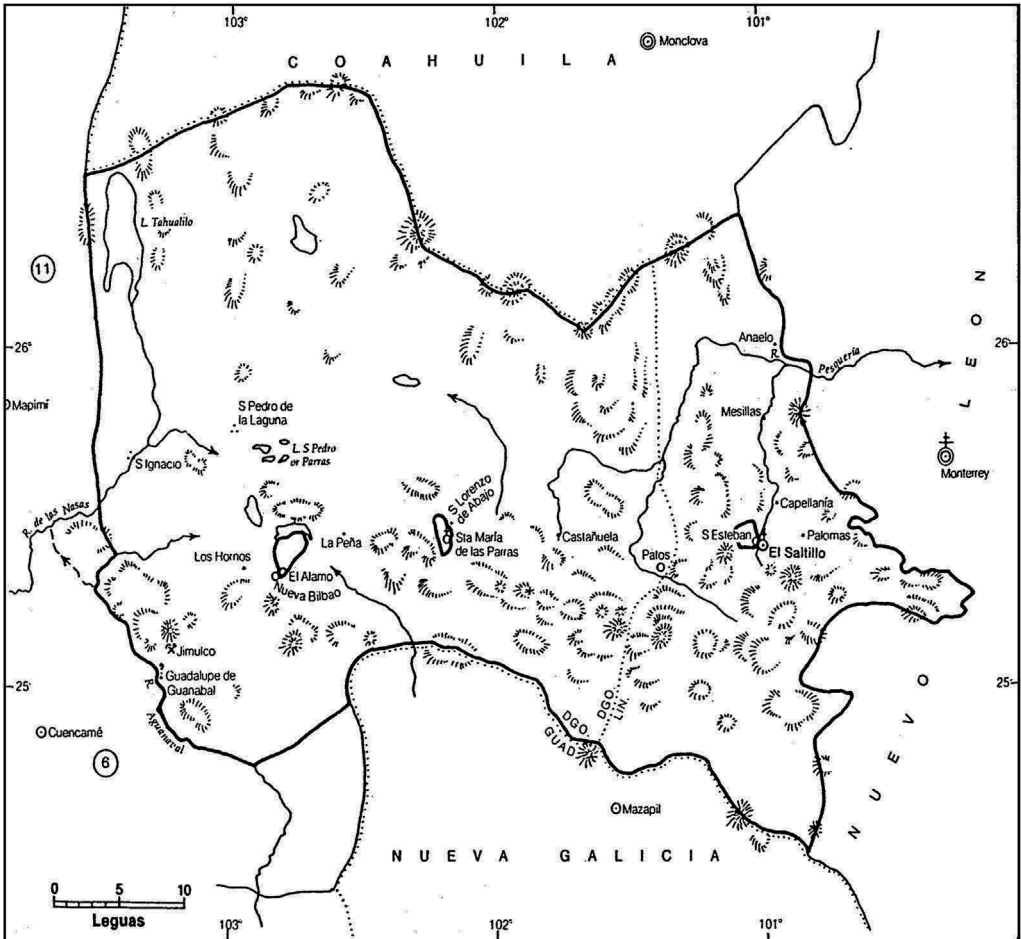 103°
102°
101°
Monclova
COAHUILA
L. Tahualilo
11
NUEVO LEON
Anaelo
R. Pesquería
26°
26°
Mapimí
S Pedro de
la Laguna
Mesillas
L. S Pedro
or Parras
Monterrey
S Ignacio
R. de las Nasas
S Lorenzo
de Abajo
Capellanía
La Peña
Sta María
de las Parras
Castañuela
S Esteban
Palomas
El Saltillo
Los Hornos
Patos
El Alamo
Nueva Bilbao
Jimulco
Guadalupe de
Guanabal
R. Aguanaval
25°
25°
DGO
GUAD
DGO
LIN
Cuencamé
6
Mazapil
NUEVA GALICIA
0 5 10
Leguas
103°
102°
101°